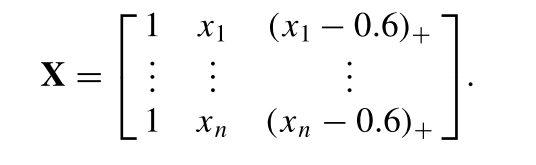 X = [ 1 x₁ (x₁ − 0.6)₊
⋮ ⋮ ⋮
1 xₙ (xₙ − 0.6)₊ ].